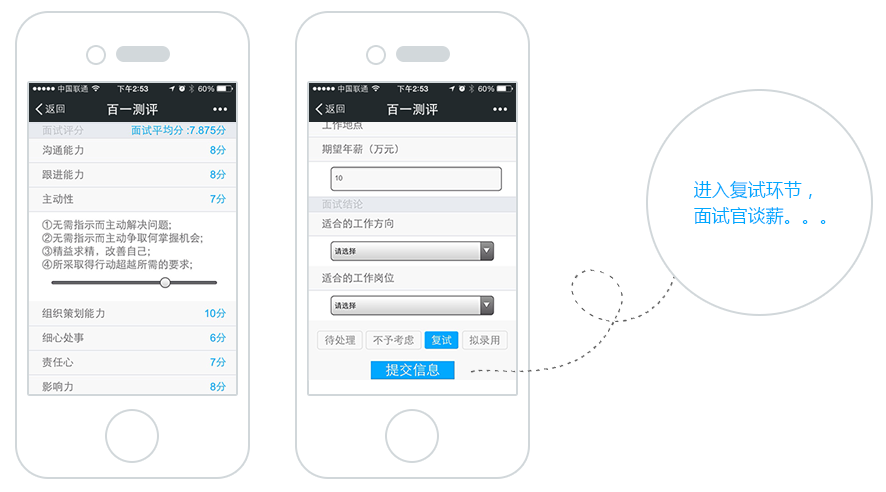 中国联通 下午2:53 60%
返回 百一测评
面试评分 面试平均分 :7.875分
沟通能力 8分
跟进能力 8分
主动性 7分
①无需指示而主动解决问题;
②无需指示而主动争取何掌握机会;
③精益求精，改善自己;
④所采取得行动超越所需的要求;
组织策划能力 10分
细心处事 6分
责任心 7分
影响力 8分
中国联通 下午2:53 60%
返回 百一测评
工作地点
期望年薪（万元）
10
面试结论
适合的工作方向
请选择
适合的工作岗位
请选择
待处理 不予考虑 复试 拟录用
提交信息
进入复试环节，
面试官谈薪。。。